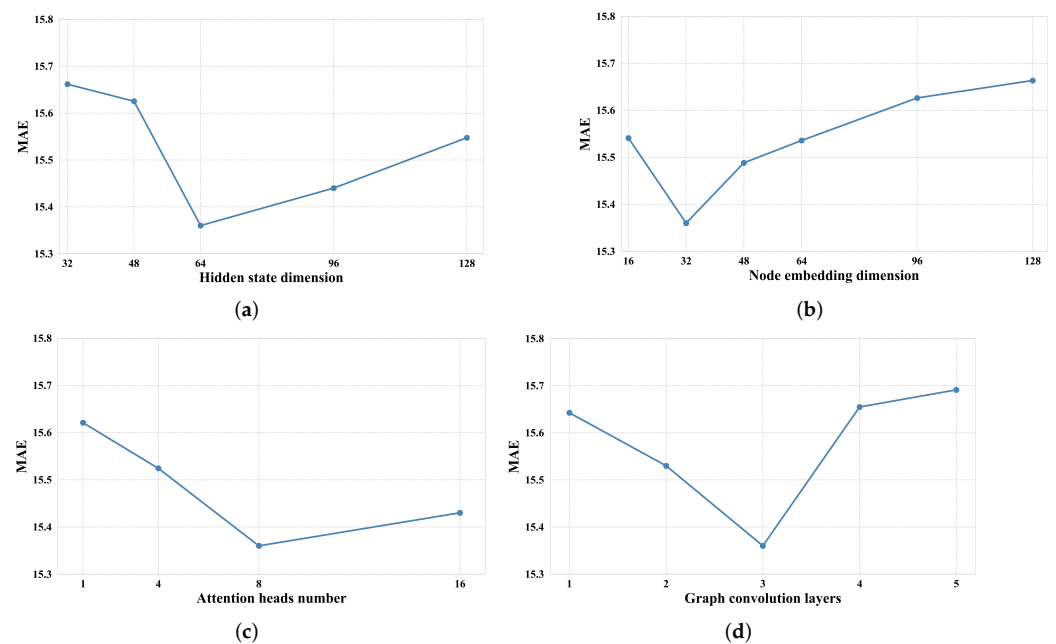 15.8
15.7
15.6
15.5
15.4
15.3
MAE
32 48 64 96 128
Hidden state dimension
(a)
15.8
15.7
15.6
15.5
15.4
15.3
MAE
16 32 48 64 96 128
Node embedding dimension
(b)
15.8
15.7
15.6
15.5
15.4
15.3
MAE
1 4 8 16
Attention heads number
(c)
15.8
15.7
15.6
15.5
15.4
15.3
MAE
1 2 3 4 5
Graph convolution layers
(d)